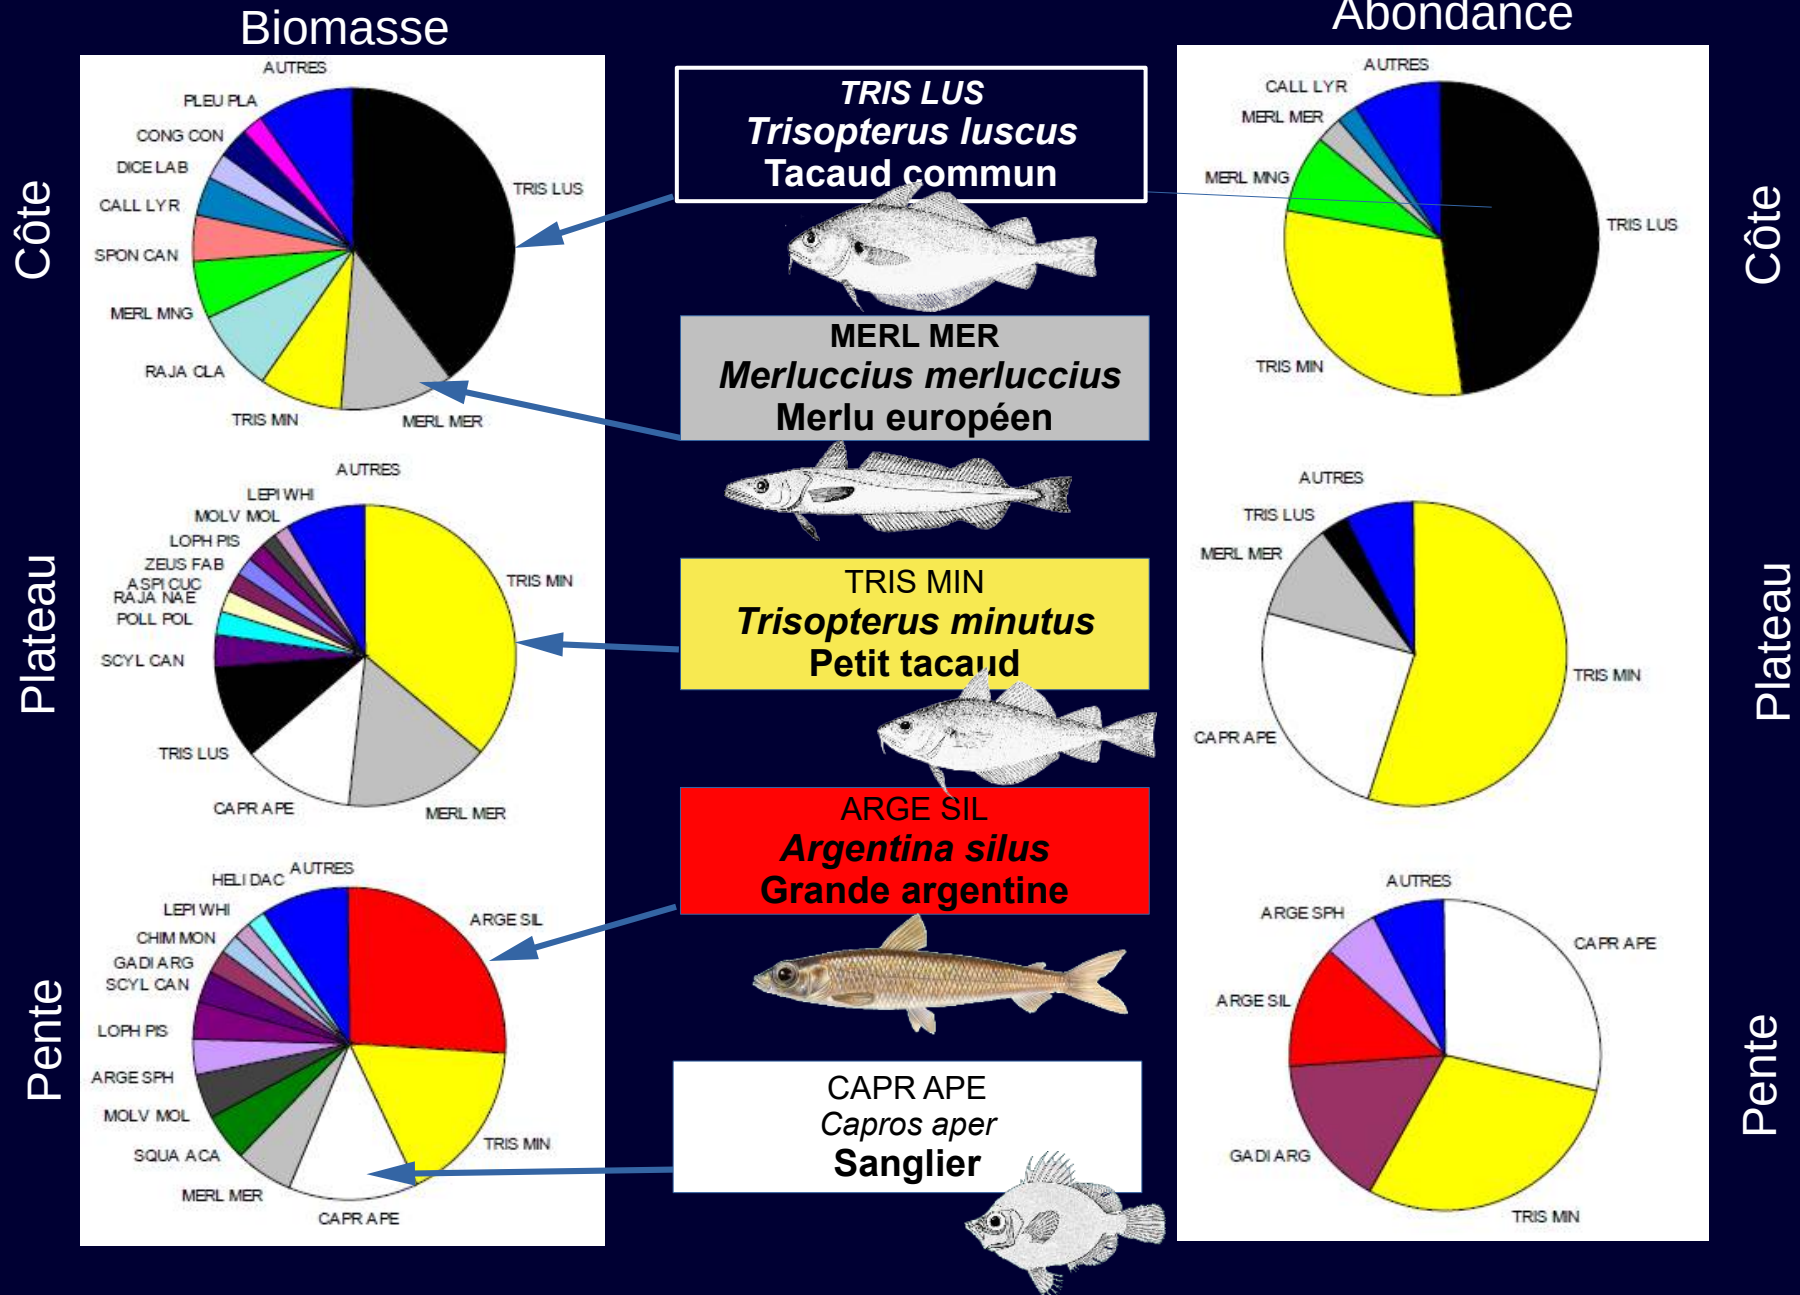 Biomasse
Abondance
Côte
AUTRES
PLEU PLA
CONG CON
DICE LAB
CALL LYR
SPON CAN
MERL MNG
RAJA CLA
TRIS MIN
MERL MER
TRIS LUS
TRIS LUS
Trisopterus luscus
Tacaud commun
MERL MER
Merluccius merluccius
Merlu européen
AUTRES
CALL LYR
MERL MER
MERL MNG
TRIS LUS
TRIS MIN
Côte
Plateau
AUTRES
LEPI WHI
MOLV MOL
LOPH PIS
ZEUS FAB
ASPI CUC
RAJA NAE
POLL POL
SCYL CAN
TRIS LUS
CAPR APE
MERL MER
TRIS MIN
TRIS MIN
Trisopterus minutus
Petit tacaud
AUTRES
TRIS LUS
MERL MER
CAPR APE
TRIS MIN
Plateau
ARGE SIL
Argentina silus
Grande argentine
Pente
AUTRES
HELI DAC
LEPI WHI
CHIM MON
GADI ARG
SCYL CAN
LOPH PIS
ARGE SPH
MOLV MOL
SQUA ACA
MERL MER
CAPR APE
TRIS MIN
ARGE SIL
CAPR APE
Capros aper
Sanglier
AUTRES
ARGE SPH
CAPR APE
ARGE SIL
GADI ARG
TRIS MIN
Pente